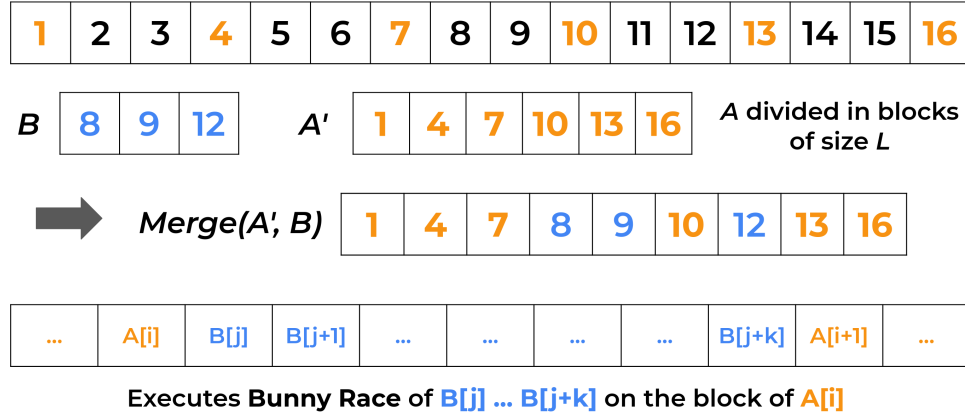 1 2 3 4 5 6 7 8 9 10 11 12 13 14 15 16
B 8 9 12 A' 1 4 7 10 13 16 A divided in blocks
of size L
Merge(A', B) 1 4 7 8 9 10 12 13 16
... A[i] B[j] B[j+1] ... ... ... ... B[j+k] A[i+1] ...
Executes Bunny Race of B[j] ... B[j+k] on the block of A[i]